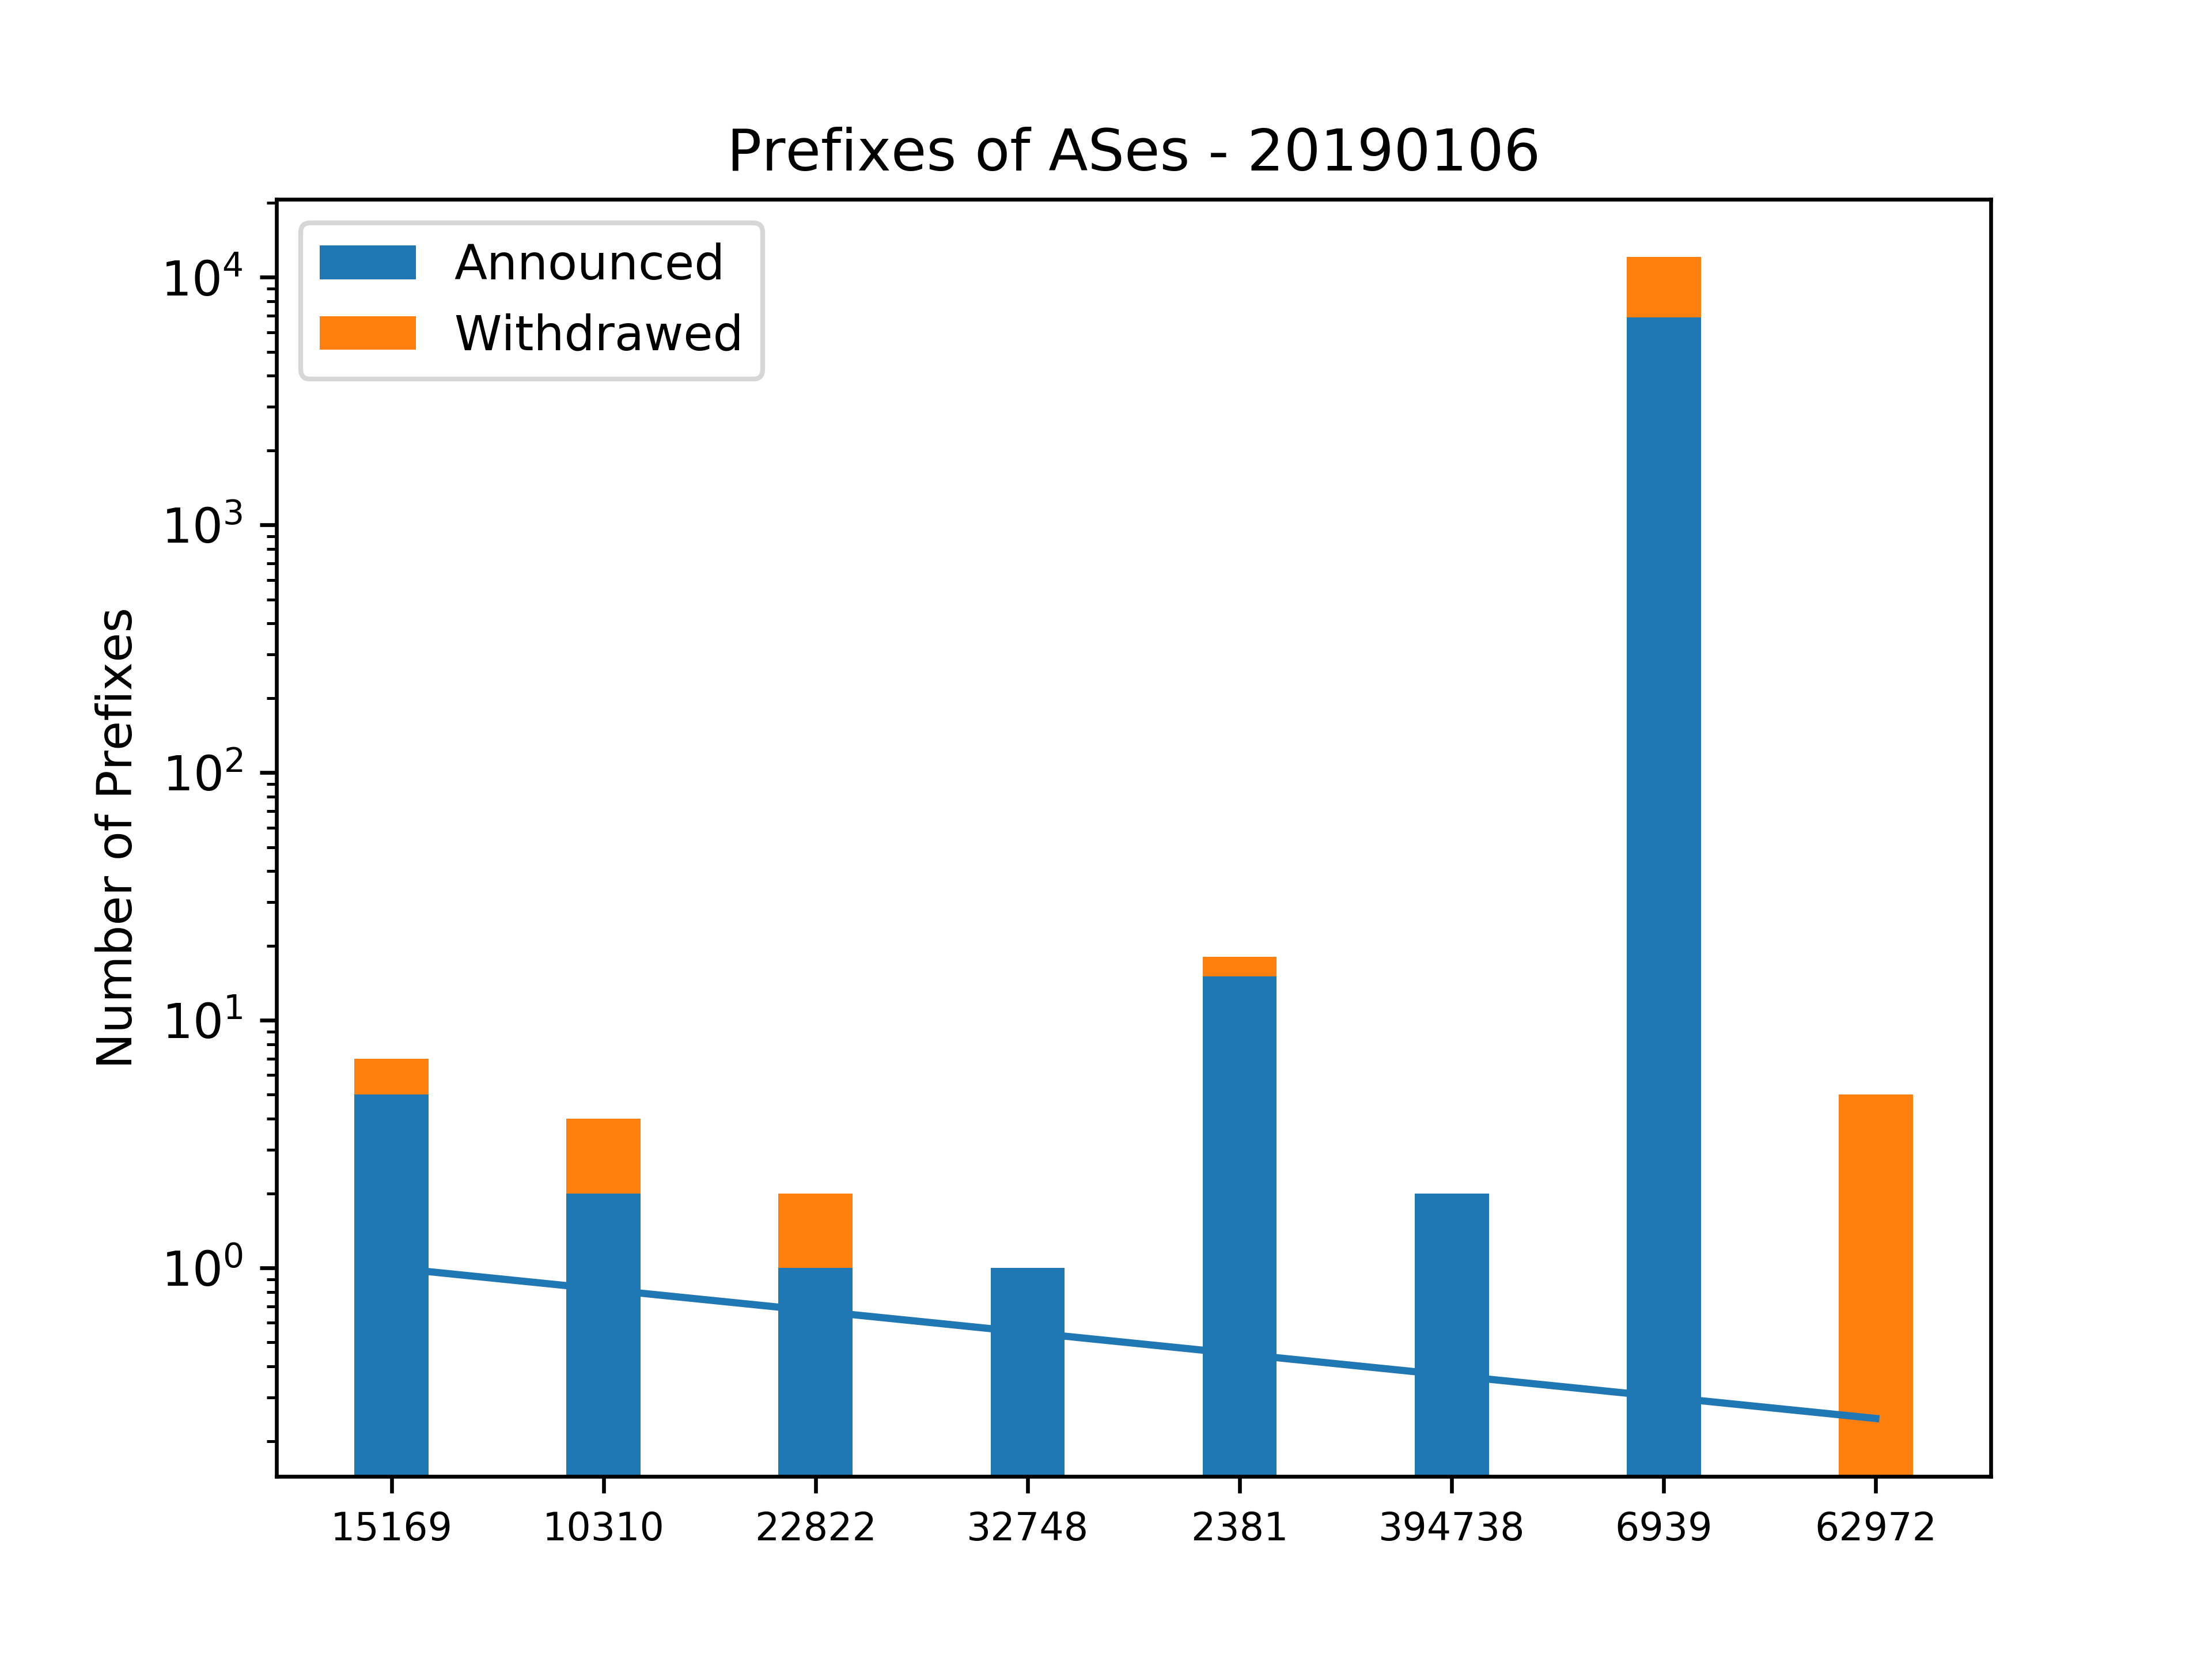 Prefixes of ASes - 20190106
Announced
Withdrawed
Number of Prefixes
10⁴
10³
10²
10¹
10⁰
15169 10310 22822 32748 2381 394738 6939 62972